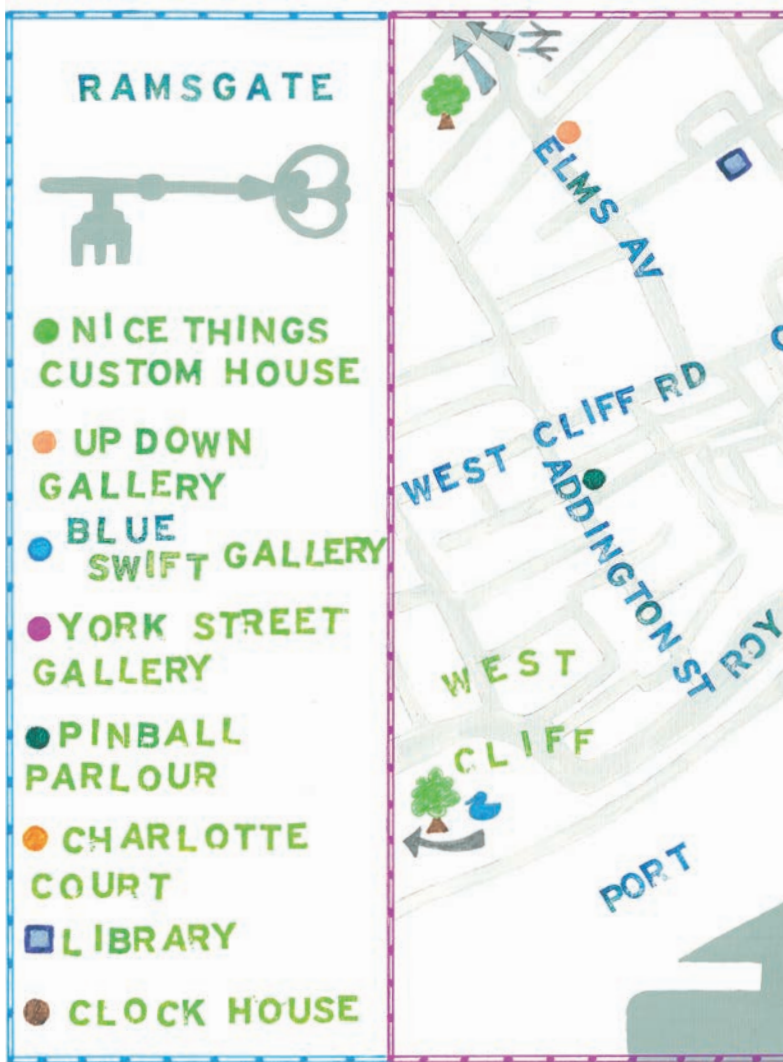 RAMSGATE
NICE THINGS
CUSTOM HOUSE
UP DOWN
GALLERY
BLUE
SWIFT GALLERY
YORK STREET
GALLERY
PINBALL
PARLOUR
CHARLOTTE
COURT
LIBRARY
CLOCK HOUSE
ELMS AV
WEST CLIFF RD
ADDINGTON ST
ROY
WEST
CLIFF
PORT